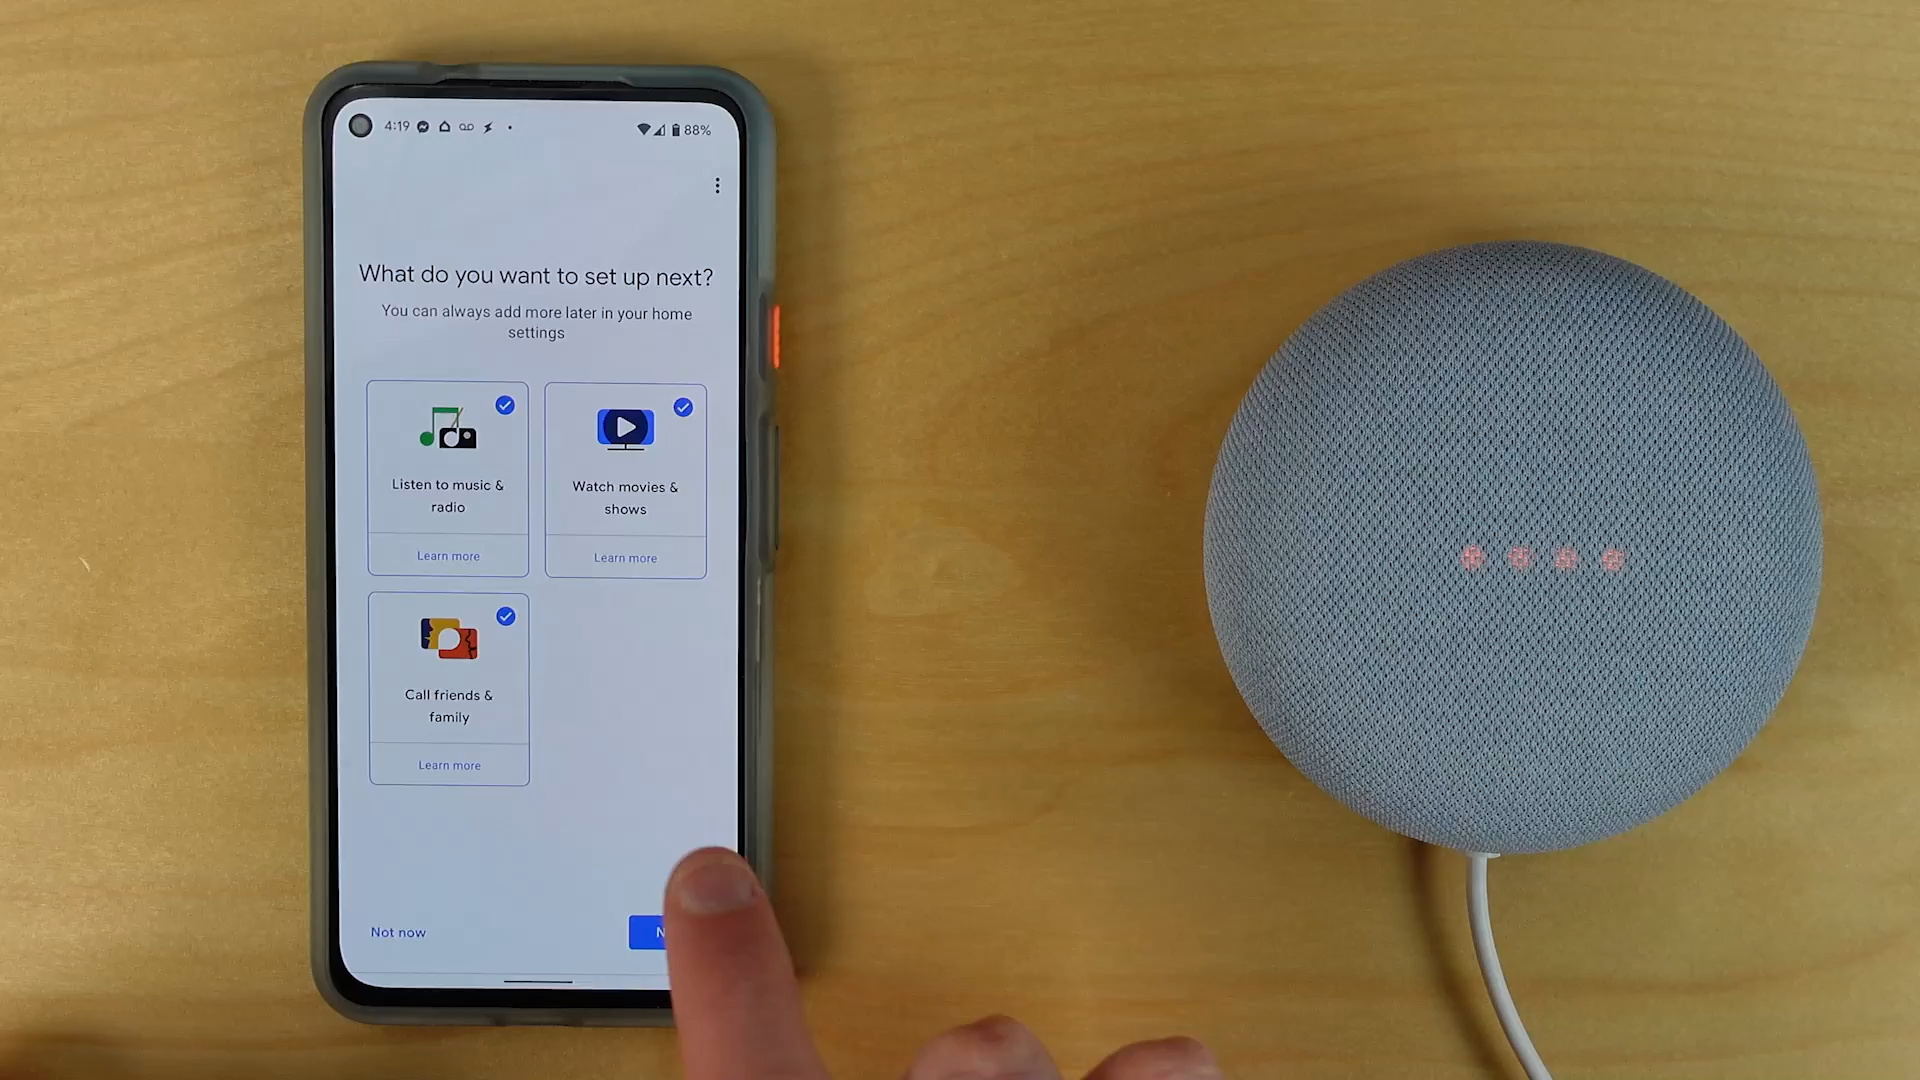 4:19
88%
What do you want to set up next?
You can always add more later in your home
settings
Listen to music &
radio
Learn more
Watch movies &
shows
Learn more
Call friends &
family
Learn more
Not now